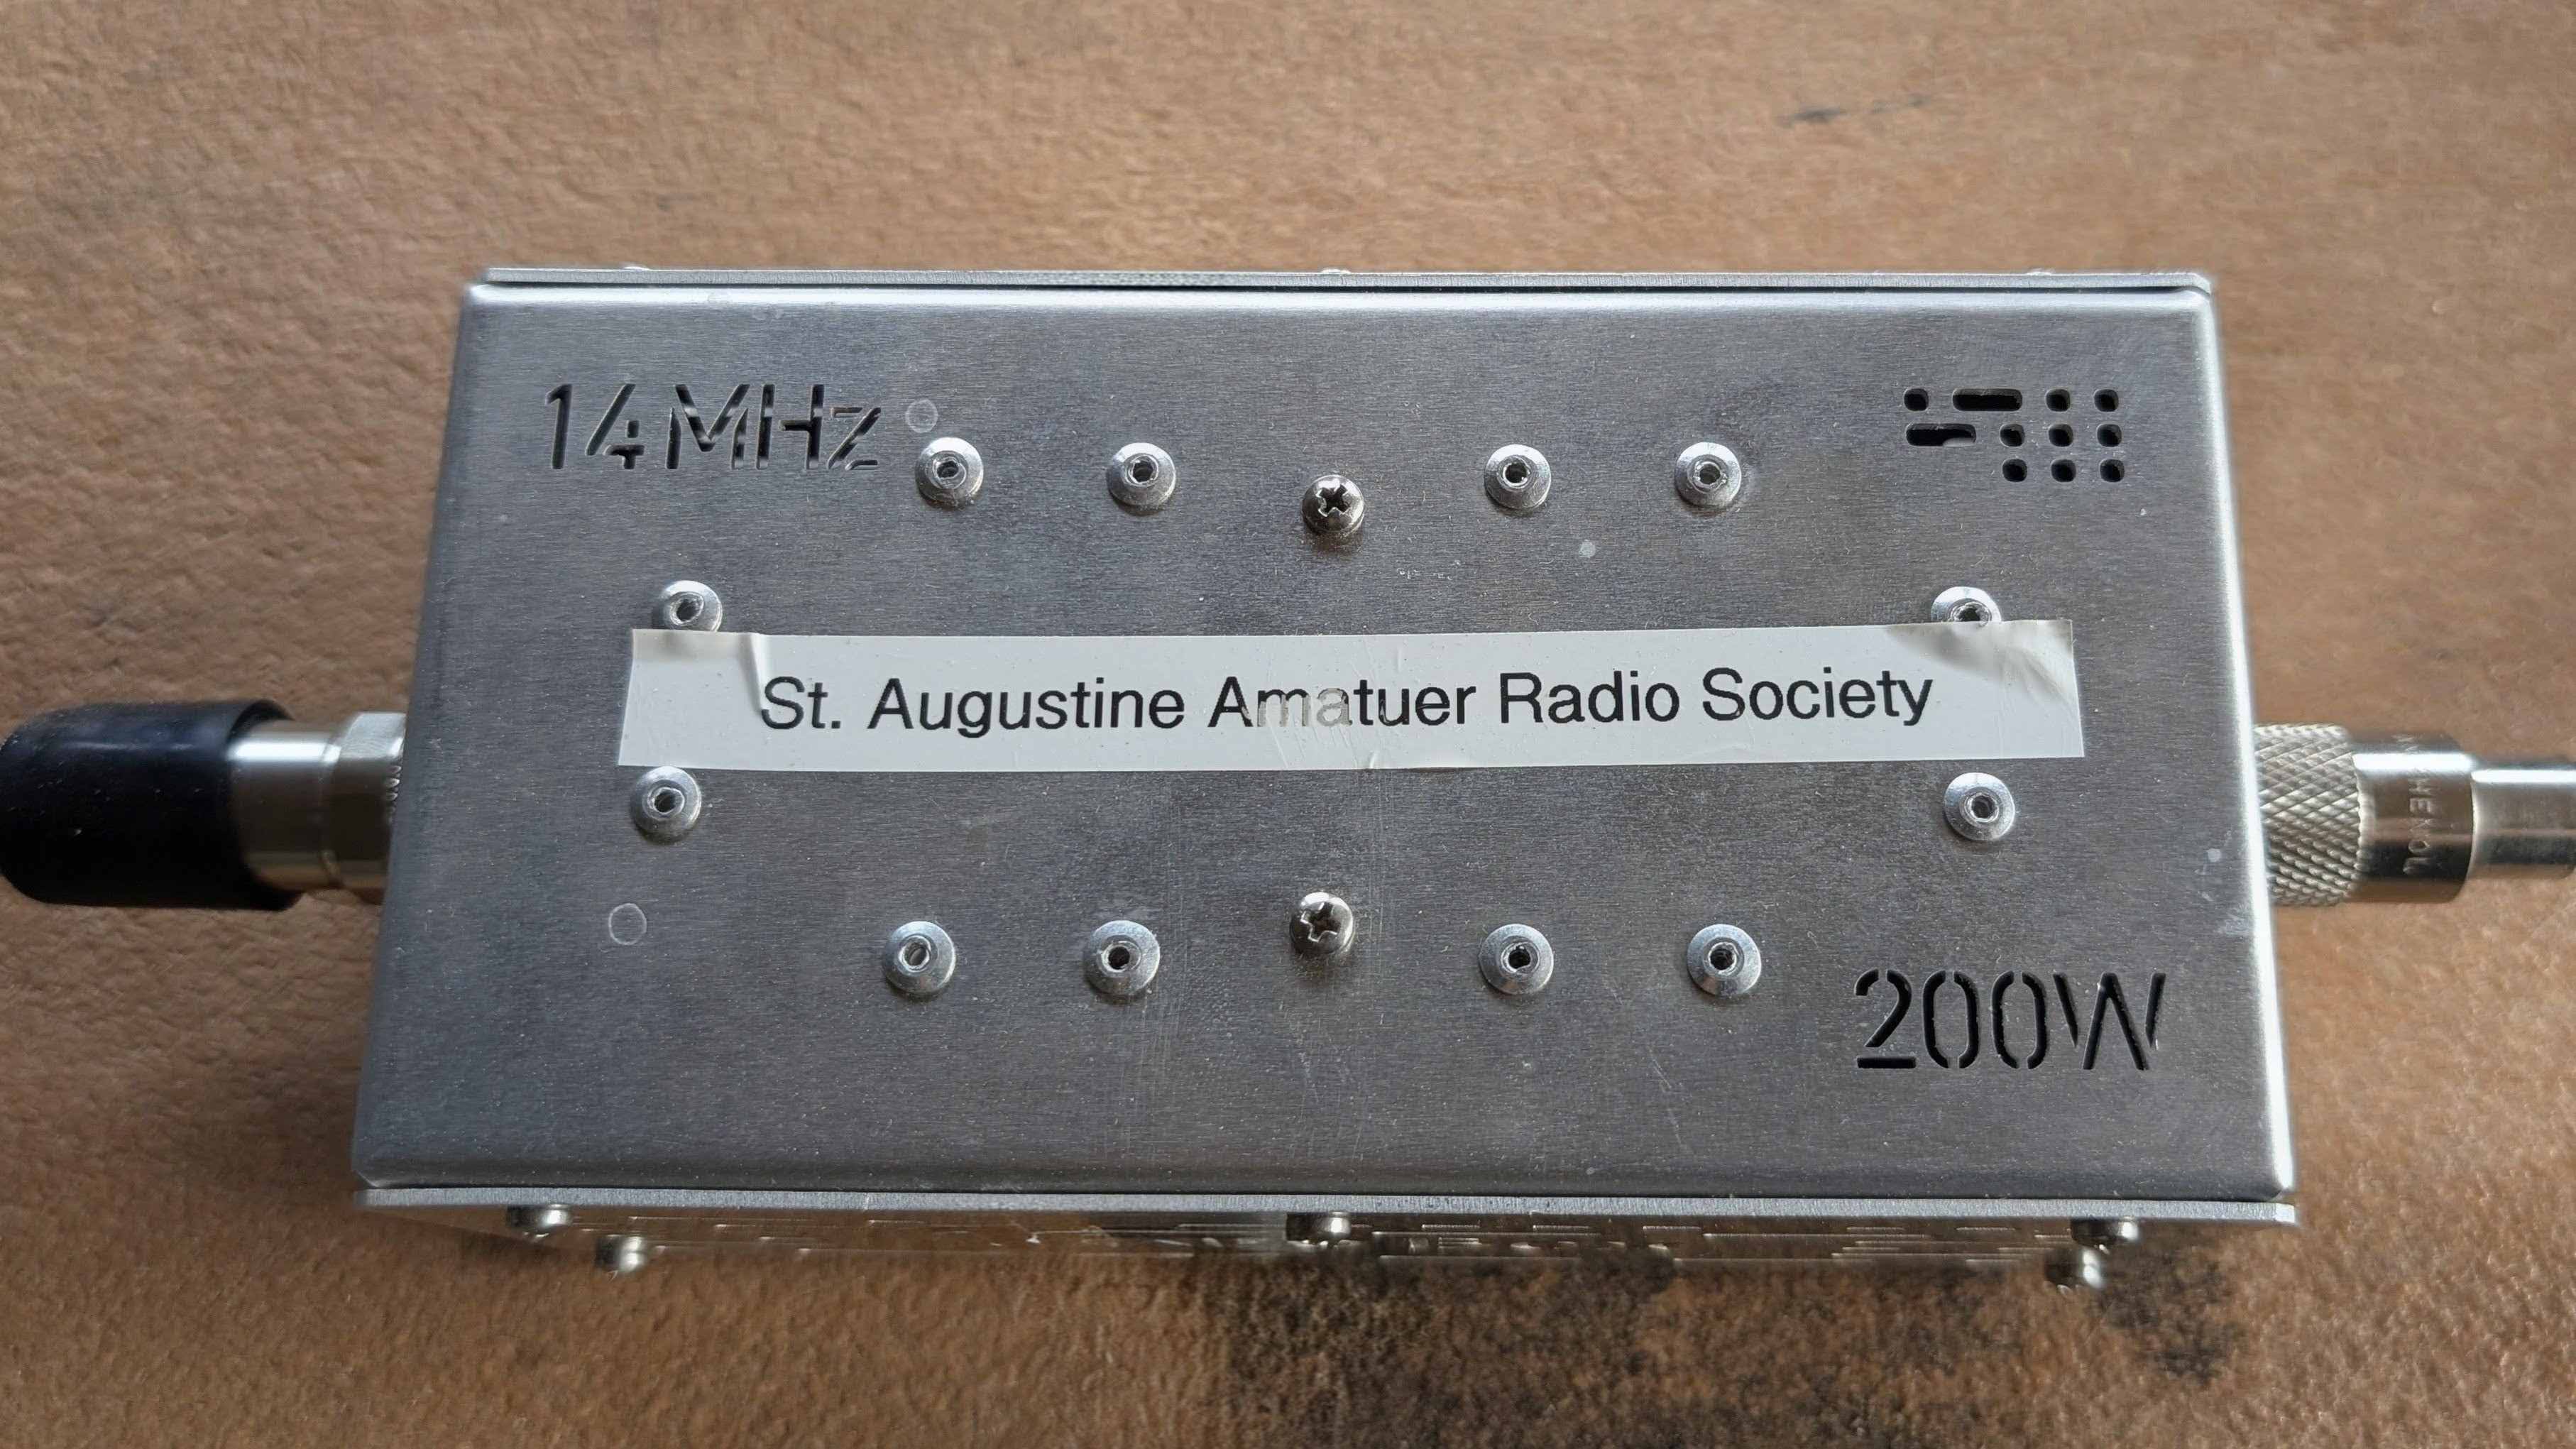 14MHz
St. Augustine Amatuer Radio Society
200W